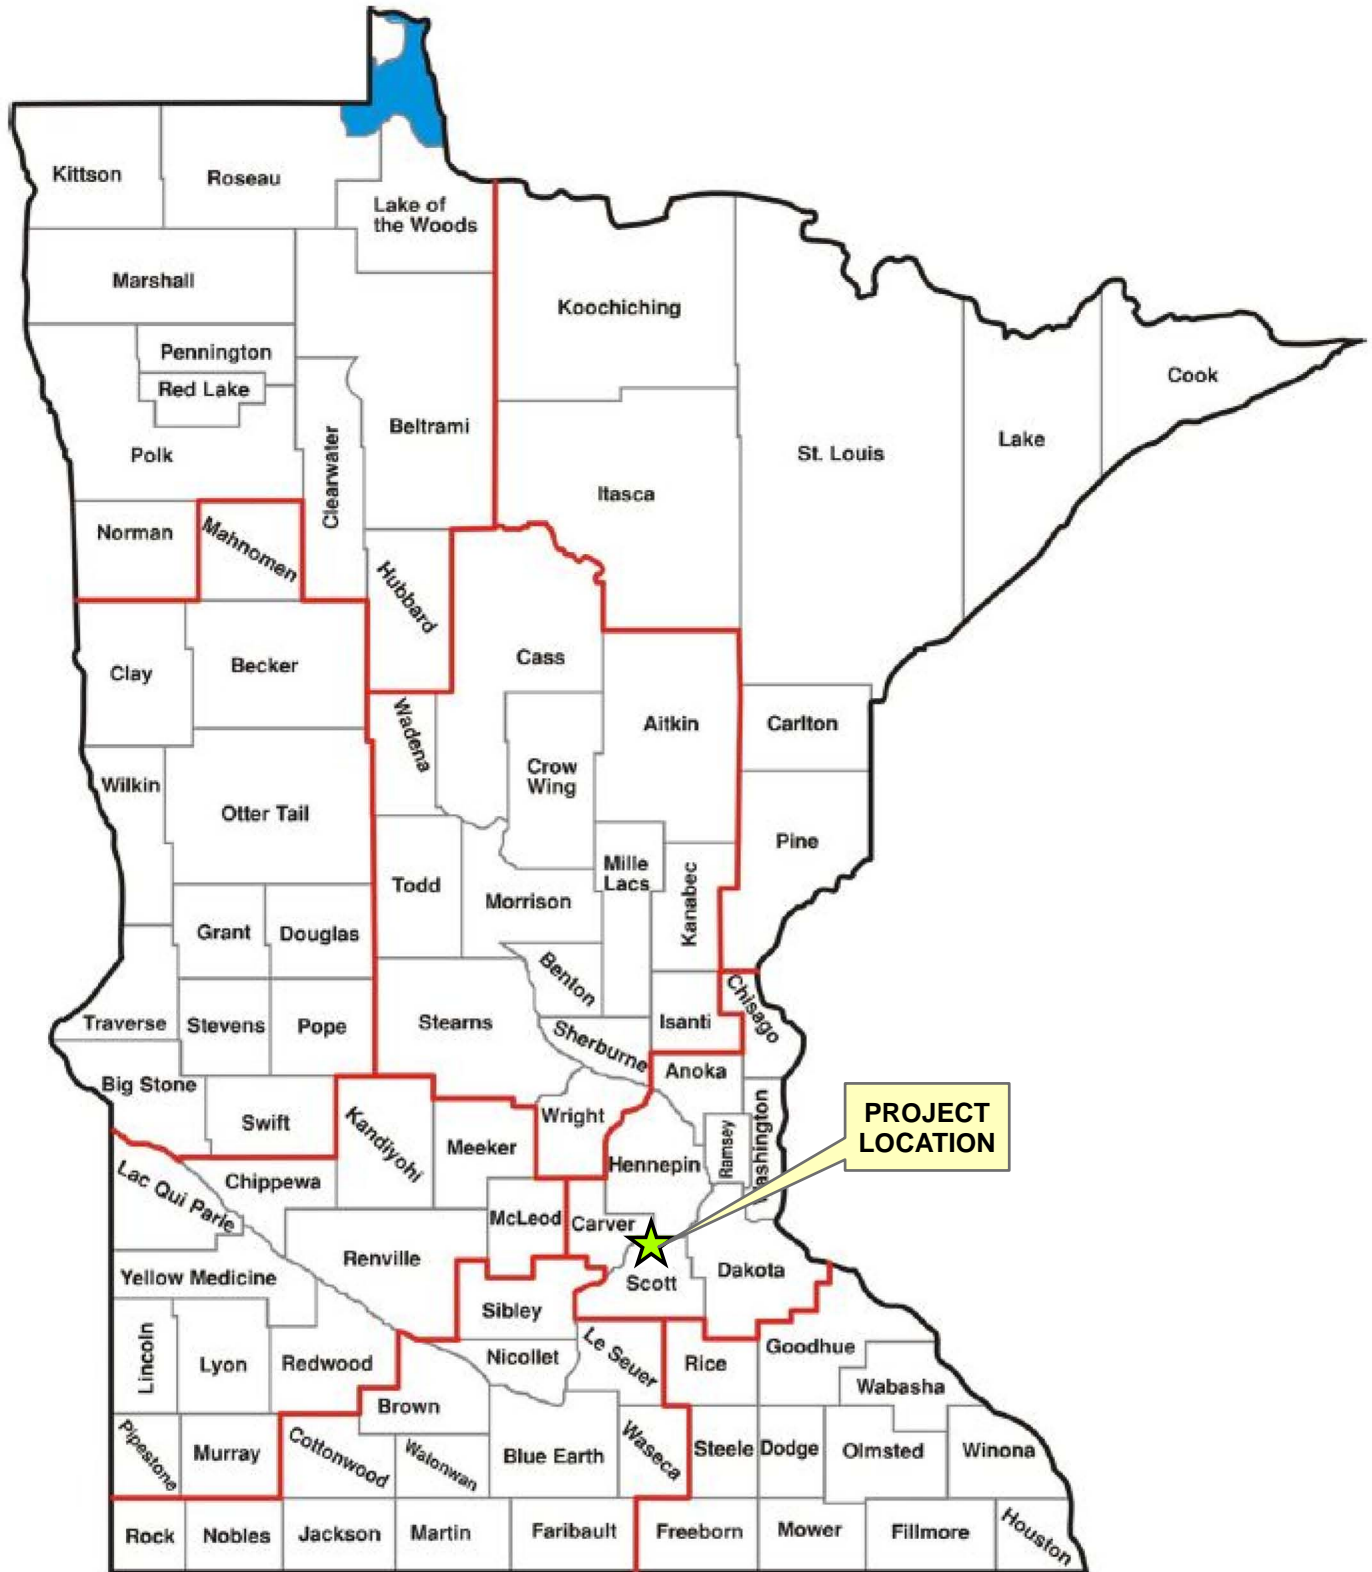 Kittson
Roseau
Lake of
the Woods
Marshall
Koochiching
Pennington
Red Lake
Cook
Beltrami
Lake
Polk
St. Louis
Clearwater
Itasca
Norman
Mahnomen
Hubbard
Cass
Becker
Clay
Wadena
Aitkin
Carlton
Crow
Wing
Wilkin
Otter Tail
Pine
Mille
Lacs
Todd
Morrison
Kanabec
Grant
Douglas
Benton
Chisago
Traverse
Stevens
Pope
Stearns
Isanti
Sherburne
Anoka
Big Stone
Swift
Wright
Washington
PROJECT
LOCATION
Kandiyohi
Meeker
Ramsey
Hennepin
Lac Qui Parle
Chippewa
McLeod
Carver
Renville
Yellow Medicine
Scott
Dakota
Sibley
Lincoln
Lyon
Redwood
Nicollet
Le Seuer
Rice
Goodhue
Wabasha
Brown
Pipestone
Murray
Cottonwood
Watonwan
Blue Earth
Waseca
Steele
Dodge
Olmsted
Winona
Rock
Nobles
Jackson
Martin
Faribault
Freeborn
Mower
Fillmore
Houston